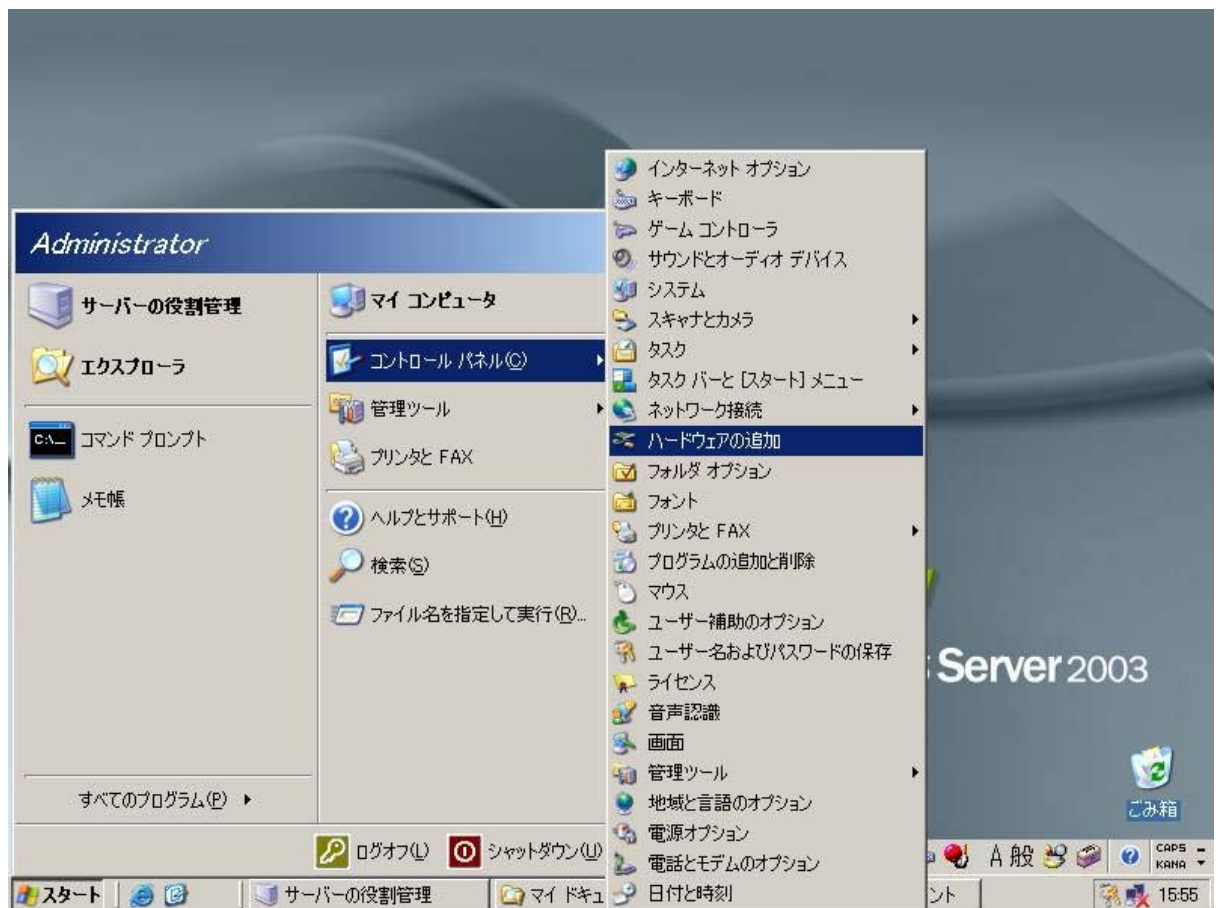 Administrator
サーバーの役割管理
エクスプローラ
コマンド プロンプト
メモ帳
すべてのプログラム(P)
マイ コンピュータ
コントロール パネル(C)
管理ツール
プリンタと FAX
ヘルプとサポート(H)
検索(S)
ファイル名を指定して実行(R)...
ログオフ(L)
シャットダウン(U)
インターネット オプション
キーボード
ゲーム コントローラ
サウンドとオーディオ デバイス
システム
スキャナとカメラ
タスク
タスク バーと [スタート] メニュー
ネットワーク接続
ハードウェアの追加
フォルダ オプション
フォント
プリンタと FAX
プログラムの追加と削除
マウス
ユーザー補助のオプション
ユーザー名およびパスワードの保存
ライセンス
音声認識
画面
管理ツール
地域と言語のオプション
電源オプション
電話とモデムのオプション
日付と時刻
Server 2003
ごみ箱
A 般
CAPS
KANA
スタート
サーバーの役割管理
マイ ドキュ
ント
15:55